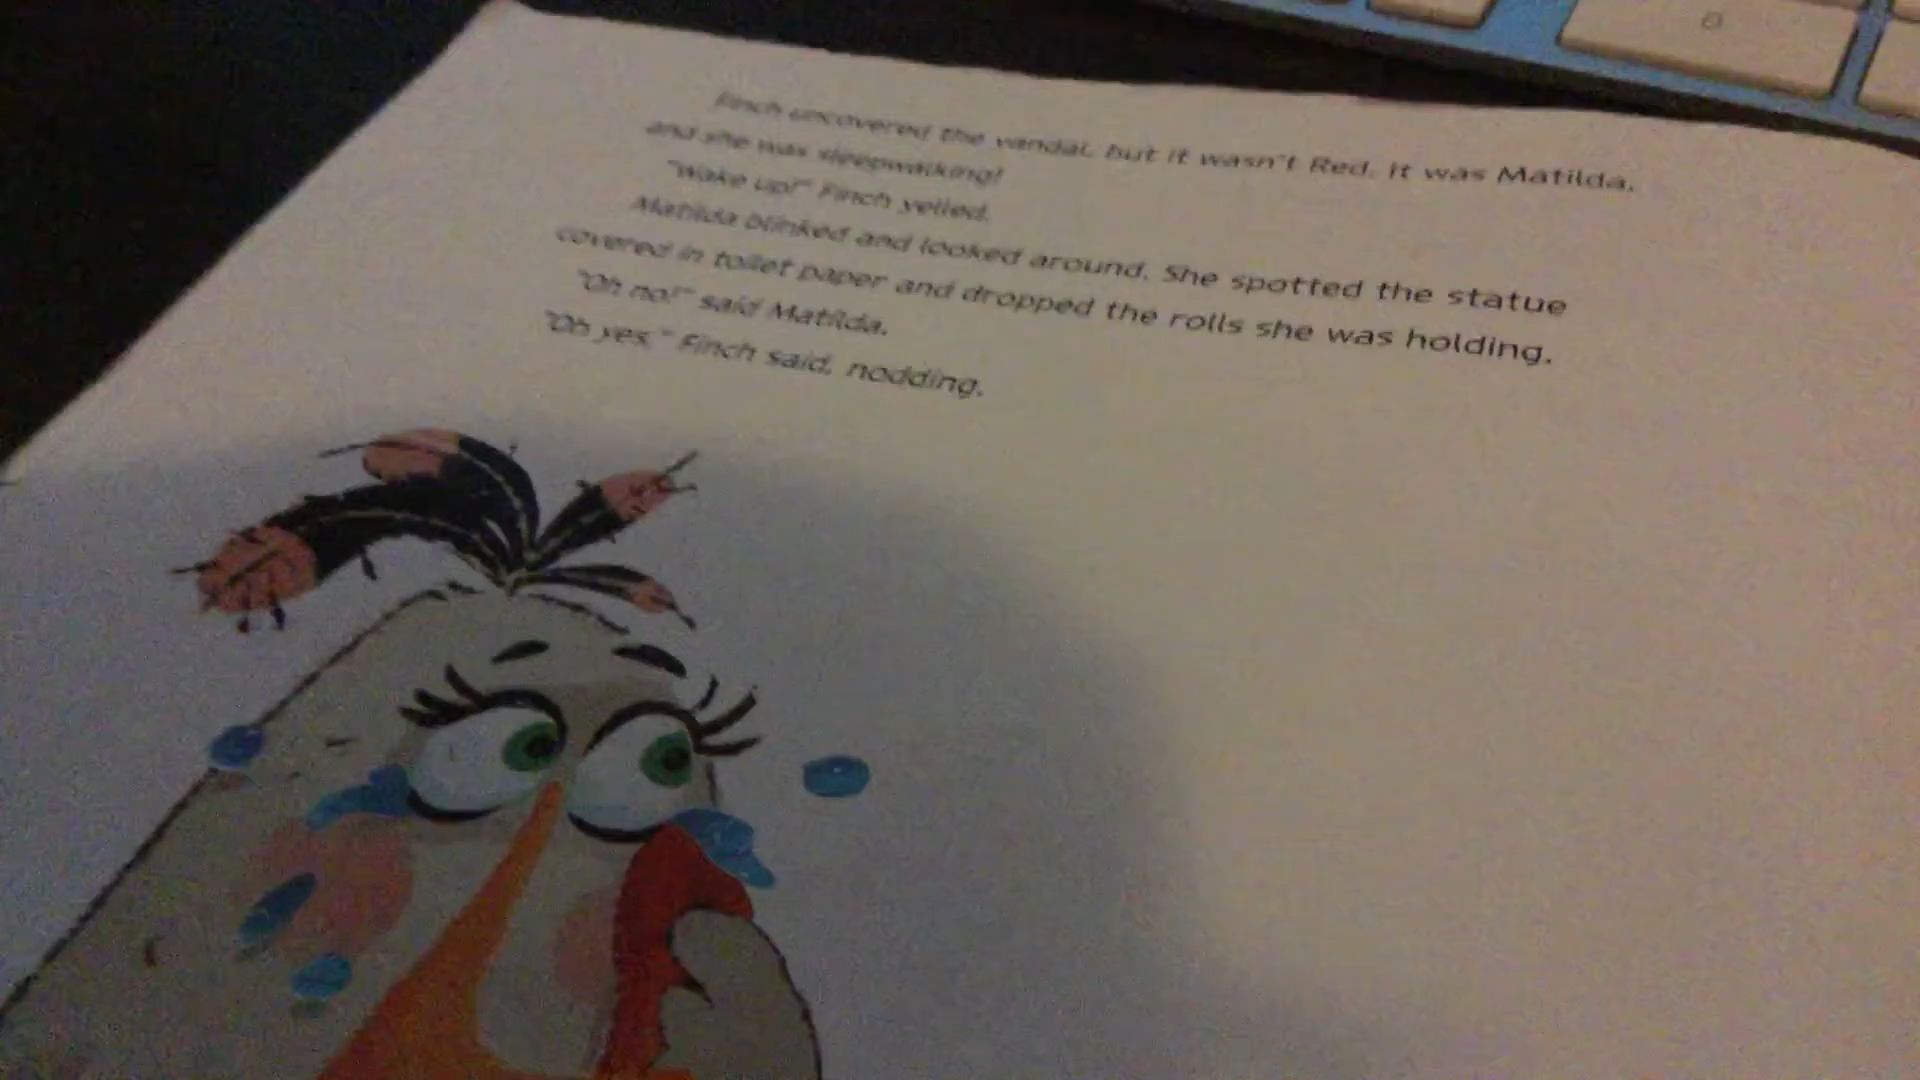 Finch uncovered the vandal, but it wasn't Red. It was Matilda,
and she was sleepwalking!
"Wake up!" Finch yelled.
Matilda blinked and looked around. She spotted the statue
covered in toilet paper and dropped the rolls she was holding.
"Oh no!" said Matilda.
"Oh yes," Finch said, nodding.